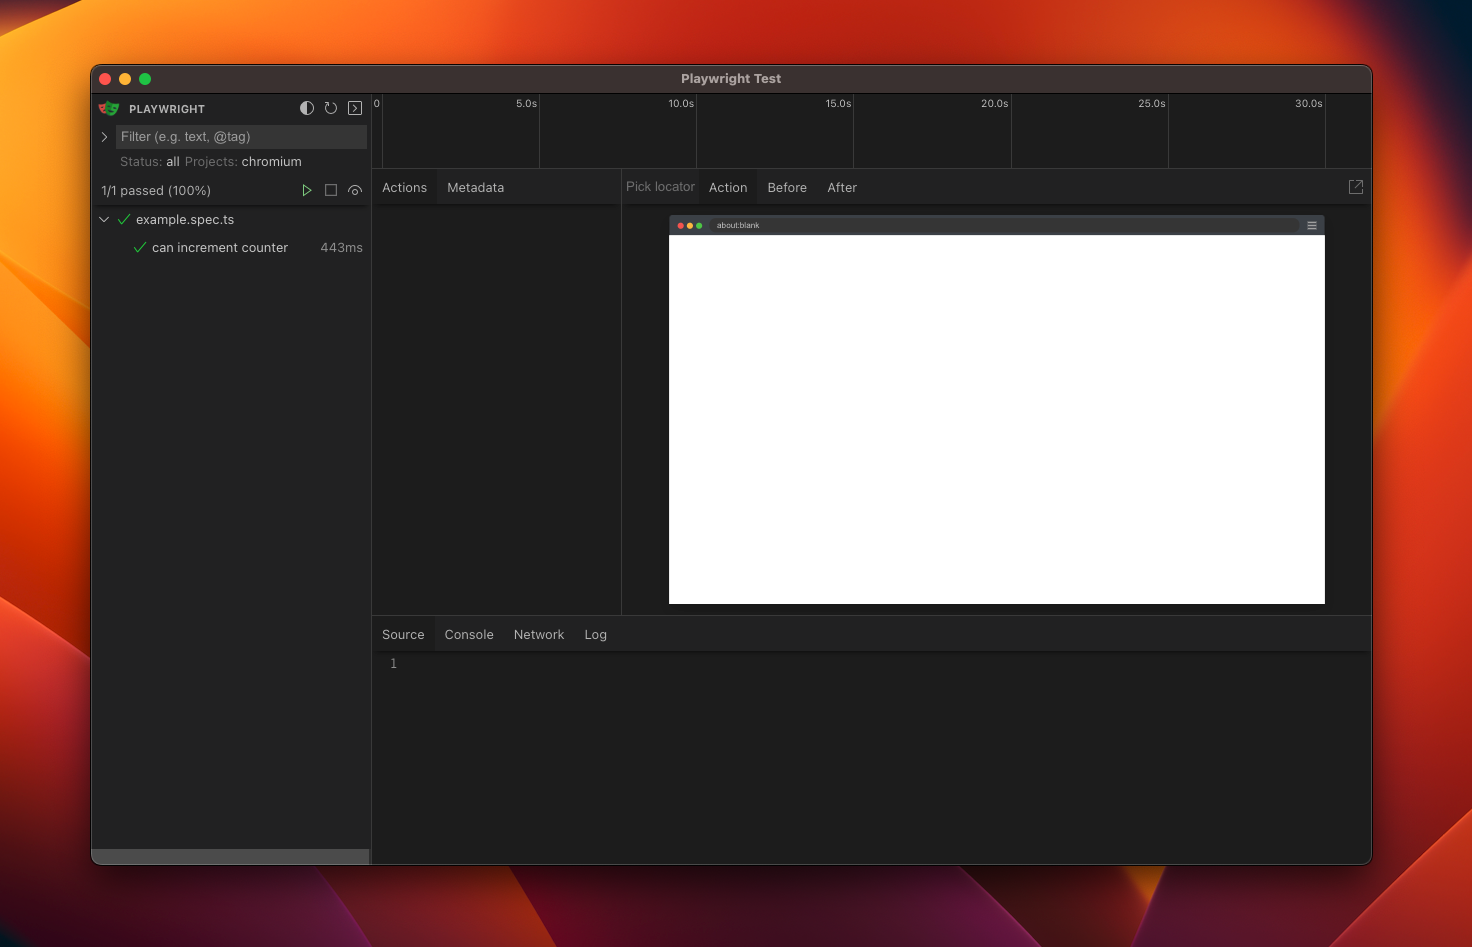 Playwright Test
PLAYWRIGHT
Filter (e.g. text, @tag)
Status: all Projects: chromium
1/1 passed (100%)
example.spec.ts
can increment counter 443ms
0 5.0s 10.0s 15.0s 20.0s 25.0s 30.0s
Actions Metadata
Pick locator Action Before After
about:blank
Source Console Network Log
1